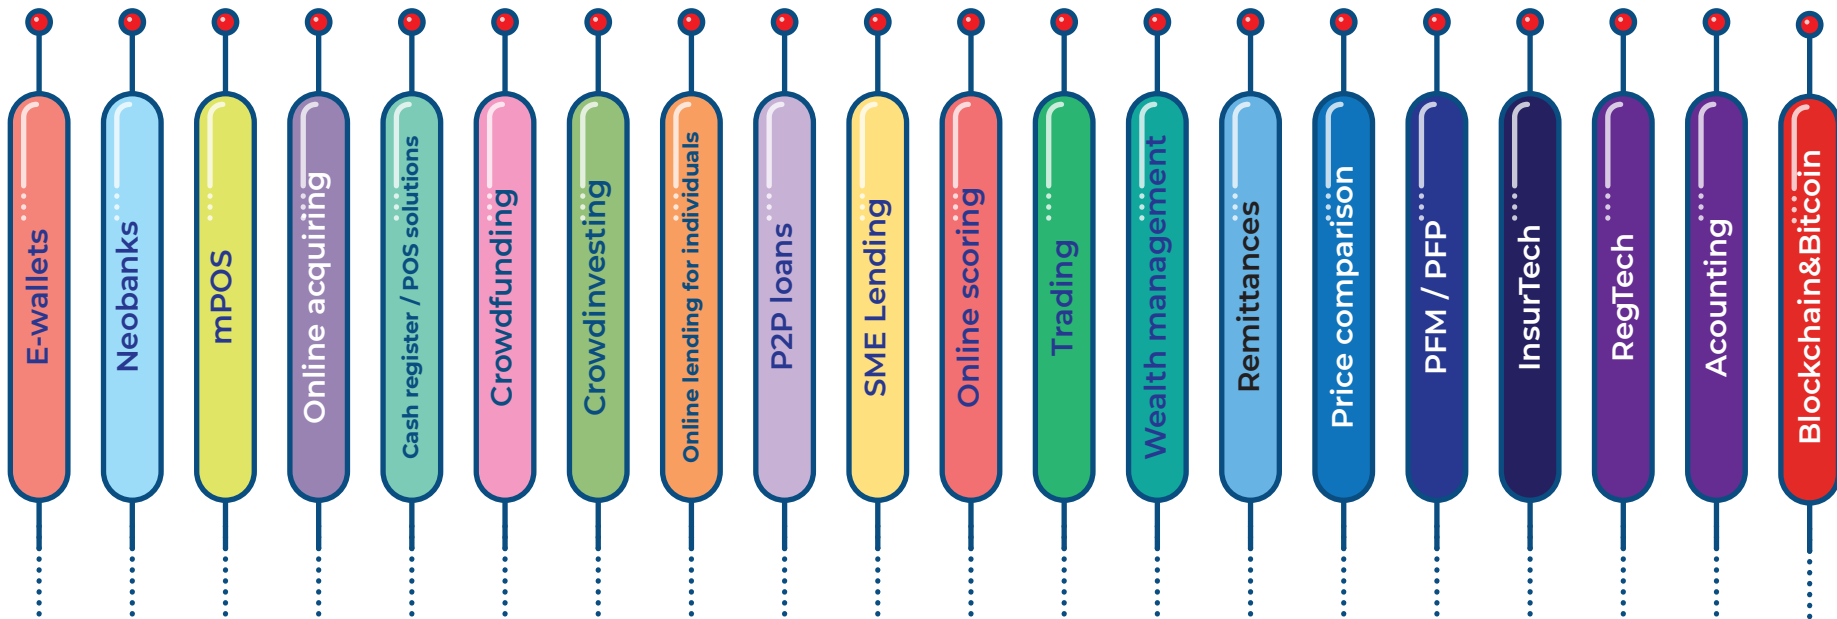 E-wallets
Neobanks
mPOS
Online acquiring
Cash register / POS solutions
Crowdfunding
Crowdinvesting
Online lending for individuals
P2P loans
SME Lending
Online scoring
Trading
Wealth management
Remittances
Price comparison
PFM / PFP
InsurTech
RegTech
Accounting
Blockchain&Bitcoin